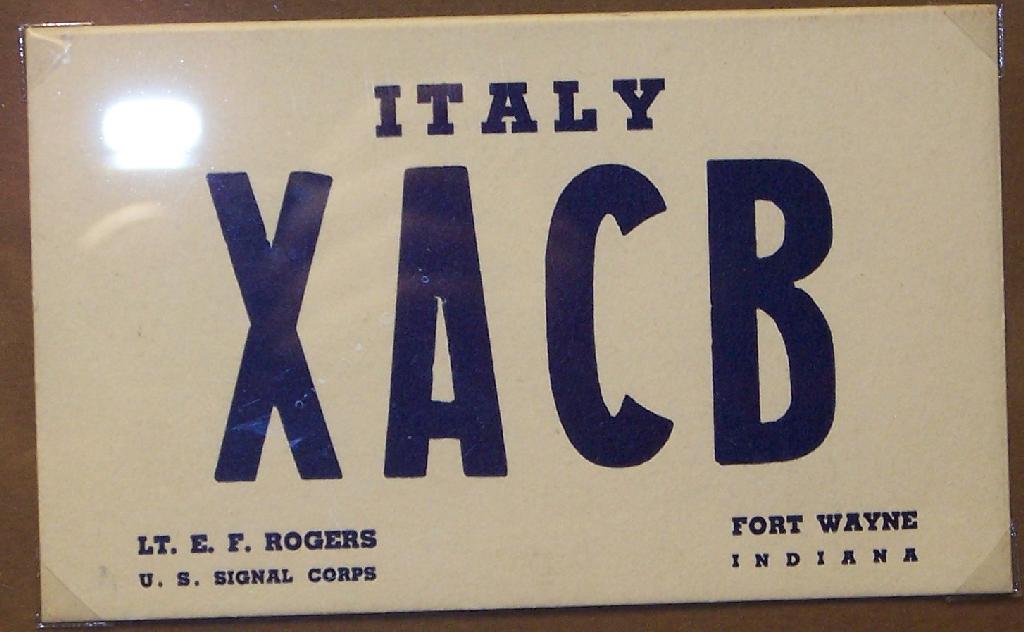 ITALY
XACB
LT. E. F. ROGERS
U. S. SIGNAL CORPS
FORT WAYNE
INDIANA